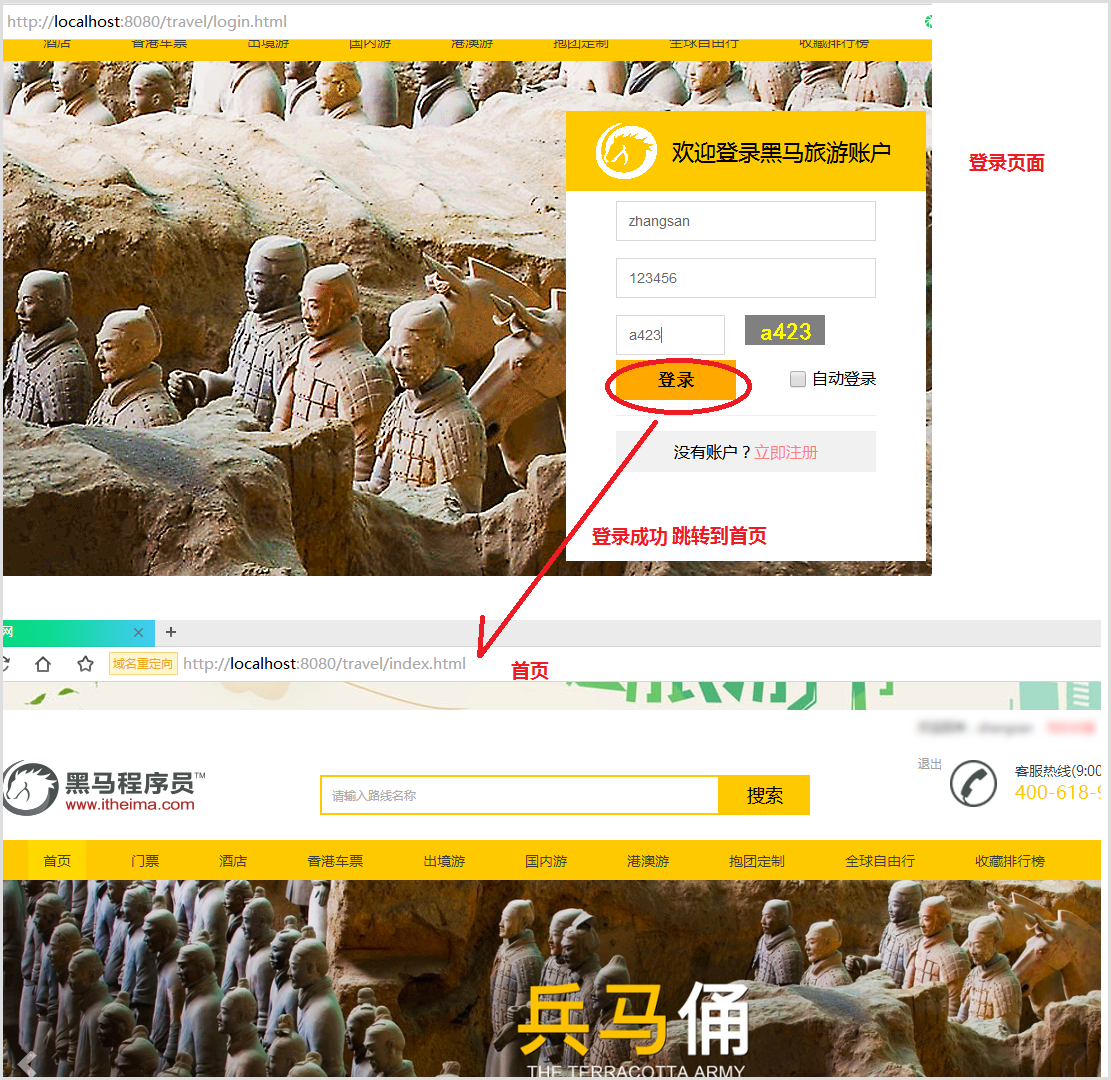 http://localhost:8080/travel/login.html
酒店 香港车票 出境游 国内游 港澳游 抱团定制 全球自由行 收藏排行榜
欢迎登录黑马旅游账户
登录页面
zhangsan
123456
a423 a423
登录 自动登录
没有账户？立即注册
登录成功 跳转到首页
网
域名重定向 http://localhost:8080/travel/index.html
首页
退出
黑马程序员™
www.itheima.com
请输入路线名称 搜索
客服热线(9:00
400-618-9
首页 门票 酒店 香港车票 出境游 国内游 港澳游 抱团定制 全球自由行 收藏排行榜
兵马俑
THE TERRACOTTA ARMY